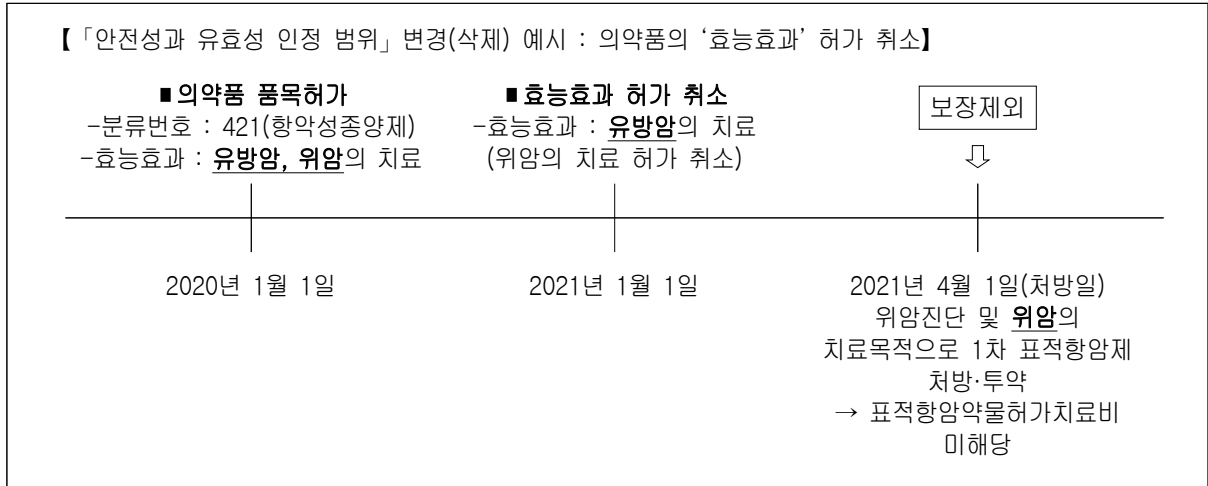 【「안전성과 유효성 인정 범위」 변경(삭제) 예시 : 의약품의 ‘효능효과’ 허가 취소】
■의약품 품목허가
-분류번호 : 421(항악성종양제)
-효능효과 : 유방암, 위암의 치료
■효능효과 허가 취소
-효능효과 : 유방암의 치료
(위암의 치료 허가 취소)
보장제외
⇩
2020년 1월 1일
2021년 1월 1일
2021년 4월 1일(처방일)
위암진단 및 위암의
치료목적으로 1차 표적항암제
처방·투약
→ 표적항암약물허가치료비
미해당